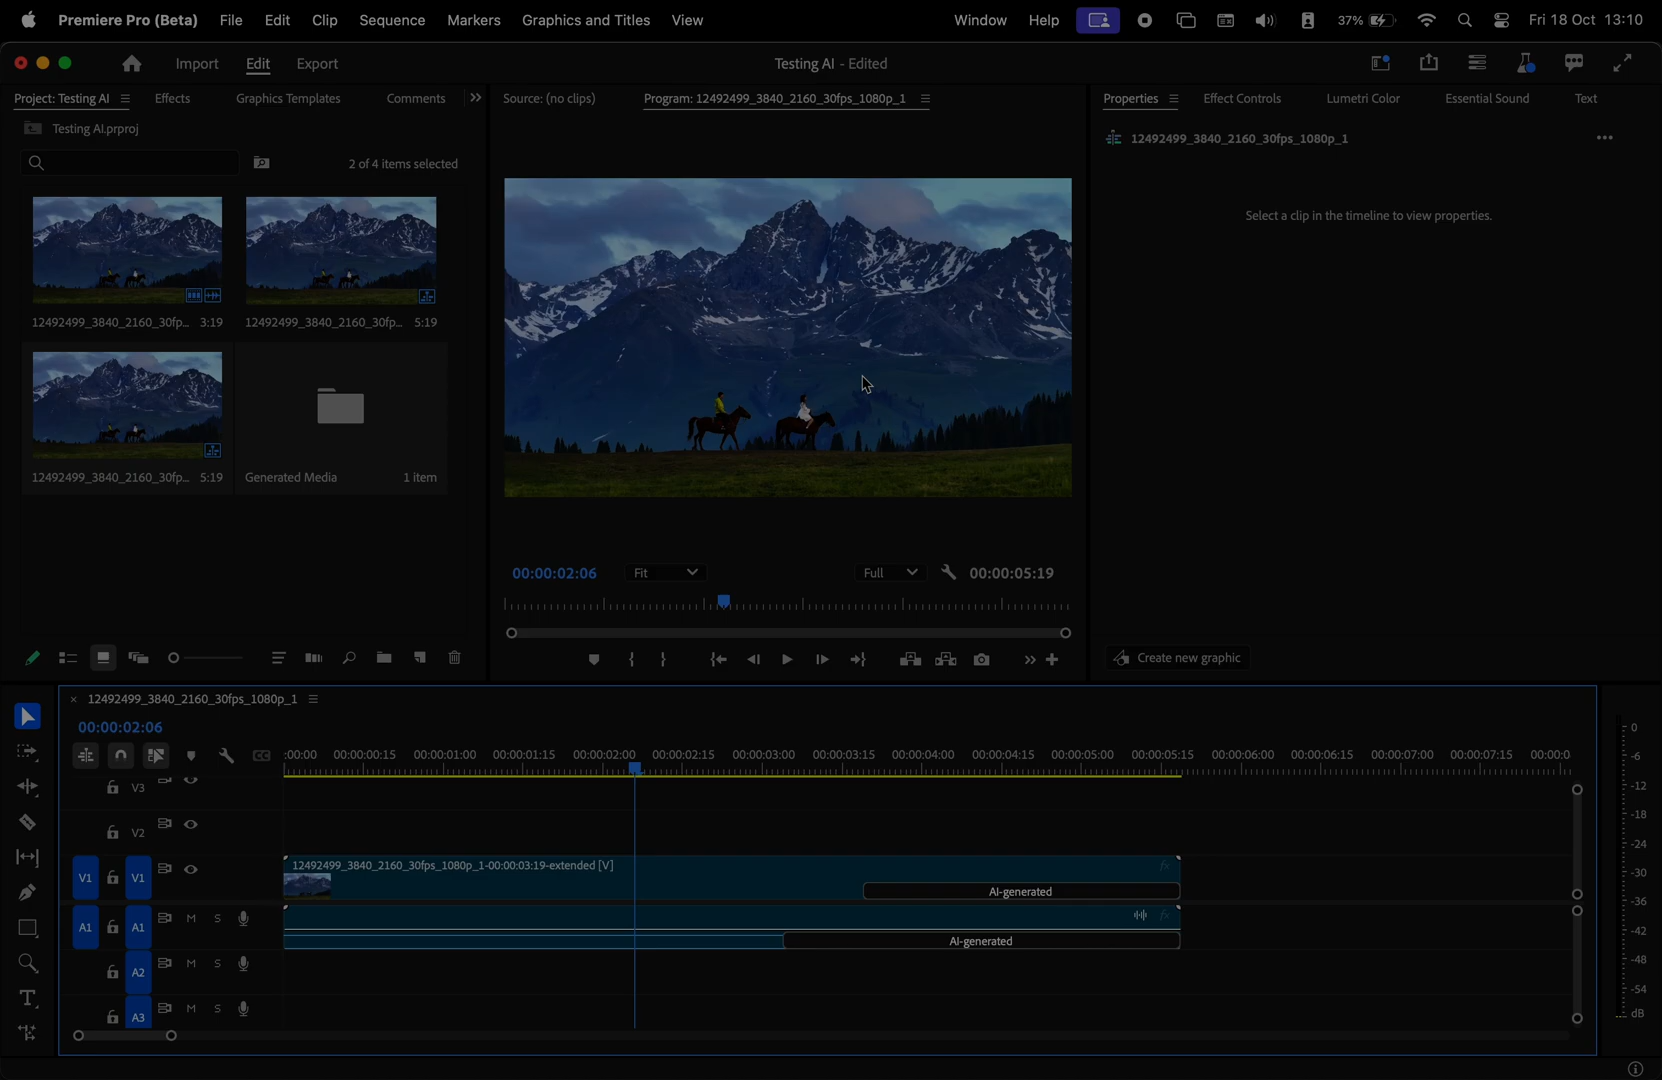 Premiere Pro (Beta) File Edit Clip Sequence Markers Graphics and Titles View Window Help 37% Fri 18 Oct 13:10
Import Edit Export Testing AI - Edited
Project: Testing AI Effects Graphics Templates Comments
Source: (no clips) Program: 12492499_3840_2160_30fps_1080p_1
Properties Effect Controls Lumetri Color Essential Sound Text
Testing AI.prproj
12492499_3840_2160_30fps_1080p_1
2 of 4 items selected
Select a clip in the timeline to view properties.
12492499_3840_2160_30fp... 3:19
12492499_3840_2160_30fp... 5:19
12492499_3840_2160_30fp... 5:19
Generated Media 1 item
00:00:02:06 Fit Full 00:00:05:19
Create new graphic
12492499_3840_2160_30fps_1080p_1
00:00:02:06
:00:00 00:00:00:15 00:00:01:00 00:00:01:15 00:00:02:00 00:00:02:15 00:00:03:00 00:00:03:15 00:00:04:00 00:00:04:15 00:00:05:00 00:00:05:15 00:00:06:00 00:00:06:15 00:00:07:00 00:00:07:15 00:00:0
V3
V2
12492499_3840_2160_30fps_1080p_1-00:00:03:19-extended [V] fx
V1 V1
AI-generated
A1 A1 M S fx
AI-generated
A2 M S
A3 M S
0
-6
-12
-18
-24
-30
-36
-42
-48
-54
dB